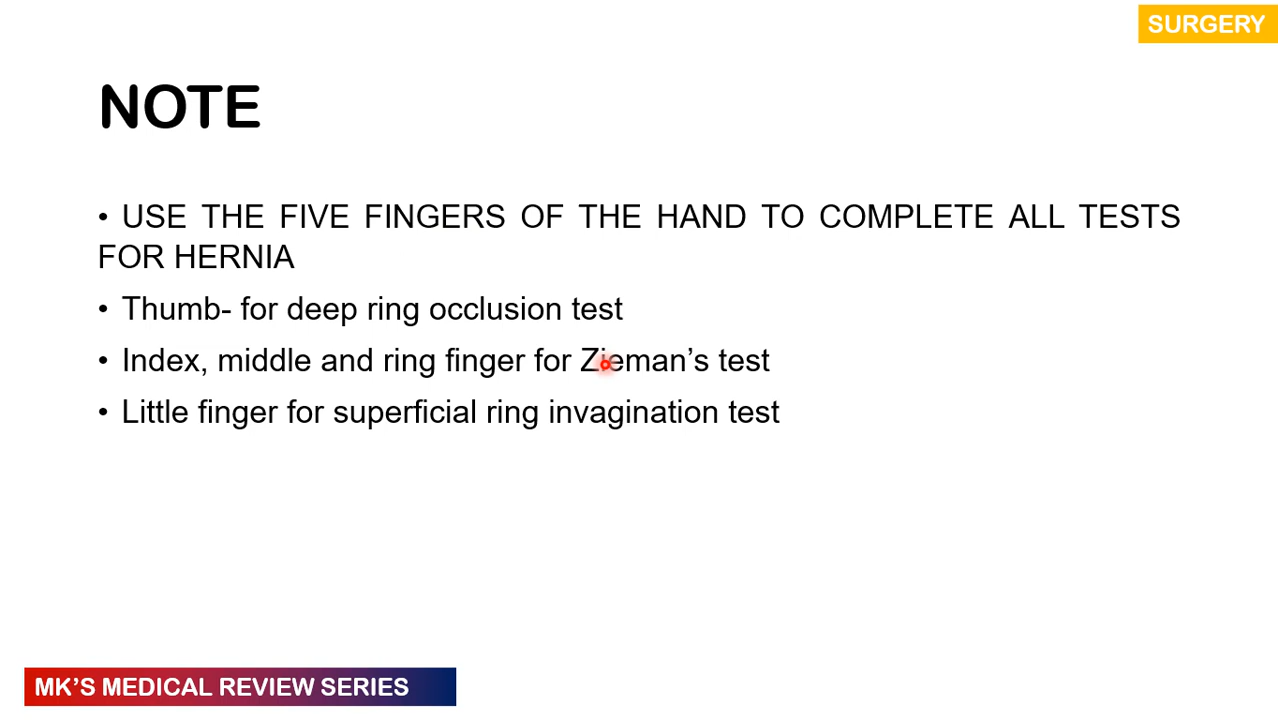 SURGERY
NOTE
• USE THE FIVE FINGERS OF THE HAND TO COMPLETE ALL TESTS
FOR HERNIA
• Thumb- for deep ring occlusion test
• Index, middle and ring finger for Zieman’s test
• Little finger for superficial ring invagination test
MK’S MEDICAL REVIEW SERIES